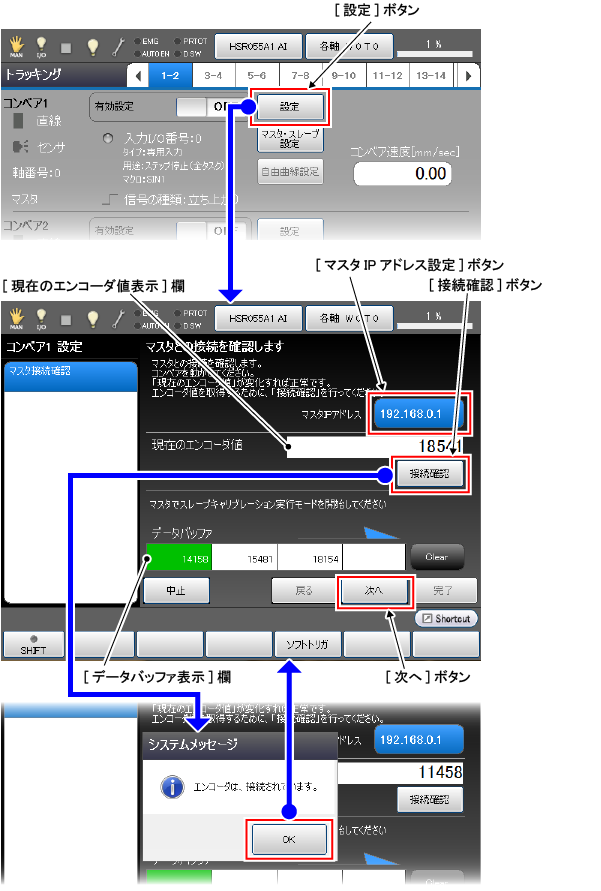 [ 設定 ] ボタン
EMG PRTOT
AUTO EN D SW
MAN I/O
HSR055A1 AI
各軸 W 0 T 0
1 %
トラッキング
1-2 3-4 5-6 7-8 9-10 11-12 13-14
コンベア1
有効設定
設定
直線
入力I/O番号:0
マスタ・スレーブ
設定
コンベア速度[mm/sec]
センサ
タイプ:専用入力
用途:ステップ停止(全タスク)
マクロ:SIN1
自由曲線設定
0.00
軸番号:0
マスタ
信号の種類:立ち上がり
コンベア2
有効設定
設定
[ マスタ IP アドレス設定 ] ボタン
[ 現在のエンコーダ値表示 ] 欄
[ 接続確認 ] ボタン
EMG PRTOT
AUTO EN D SW
MAN I/O
HSR055A1 AI
各軸 W 0 T 0
1 %
コンベア1 設定
マスタとの接続を確認します
マスタ接続確認
マスタとの接続を確認します。
コンベアを動かしてください。
「現在のエンコーダ値」が変化すれば正常です。
エンコーダ値を取得するために、「接続確認」を行ってください。
マスタIPアドレス
192.168.0.1
現在のエンコーダ値
18541
接続確認
マスタでスレーブキャリブレーション実行モードを開始してください
データバッファ
14158 15481 18154
Clear
中止 戻る 次へ 完了
Shortcut
SHIFT
ソフトトリガ
[ データバッファ表示 ] 欄
[ 次へ ] ボタン
「現在のエンコーダ値」が変化すれば正常です。
エンコーダ値を取得するために、「接続確認」を行ってください。
システムメッセージ
ドレス
192.168.0.1
11458
エンコーダは、接続されています。
接続確認
始してください
OK
データバッファ
Clear